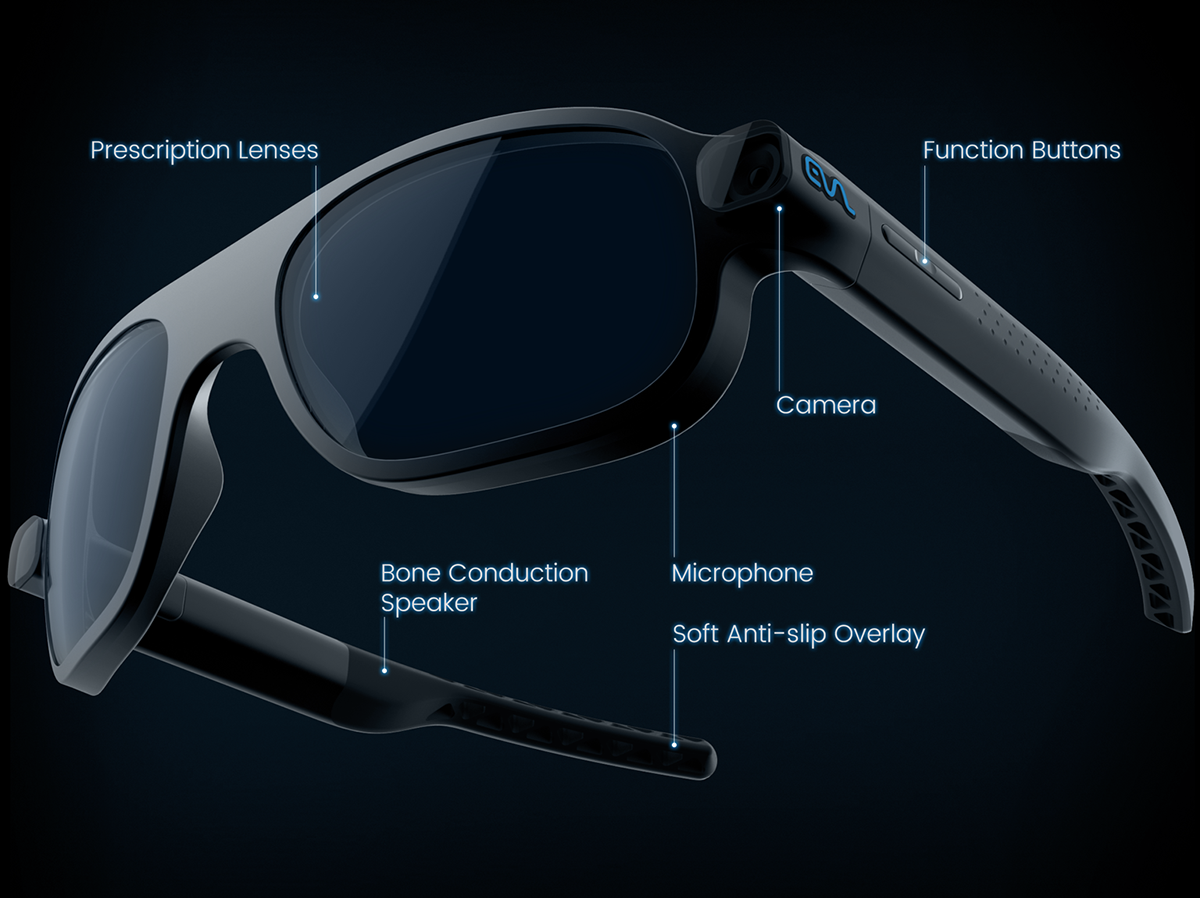 Prescription Lenses
Function Buttons
Camera
Bone Conduction
Speaker
Microphone
Soft Anti-slip Overlay